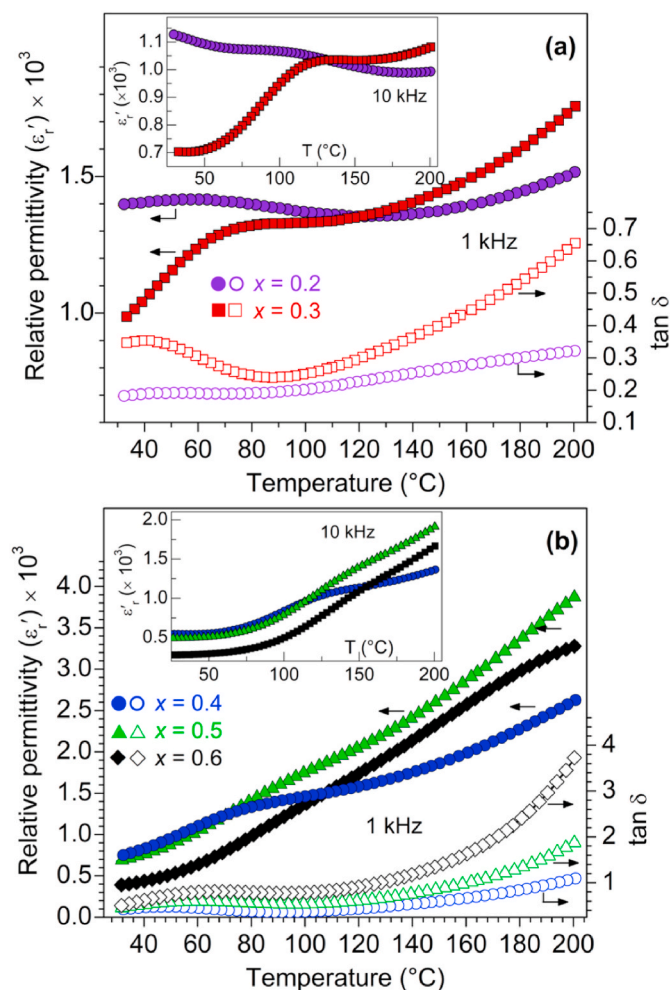 (a)
1.1
1.0
0.9
0.8
0.7
εr′ (×10³)
10 kHz
T (°C)
0 50 100 150 200
Relative permittivity (εr′) × 10³
1.5
1.0
1 kHz
x = 0.2
x = 0.3
0.7
0.6
0.5
0.4
0.3
0.2
0.1
tan δ
40 60 80 100 120 140 160 180 200
Temperature (°C)
(b)
2.0
1.5
1.0
0.5
εr′ (× 10³)
10 kHz
T (°C)
50 100 150 200
Relative permittivity (εr′) × 10³
4.0
3.5
3.0
2.5
2.0
1.5
1.0
0.5
0.0
x = 0.4
x = 0.5
x = 0.6
1 kHz
4
3
2
1
tan δ
40 60 80 100 120 140 160 180 200
Temperature (°C)